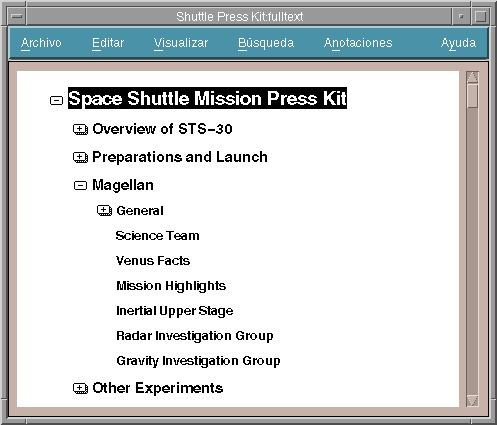 Shuttle Press Kit:fulltext
Archivo Editar Visualizar Búsqueda Anotaciones Ayuda
Space Shuttle Mission Press Kit
Overview of STS-30
Preparations and Launch
Magellan
General
Science Team
Venus Facts
Mission Highlights
Inertial Upper Stage
Radar Investigation Group
Gravity Investigation Group
Other Experiments